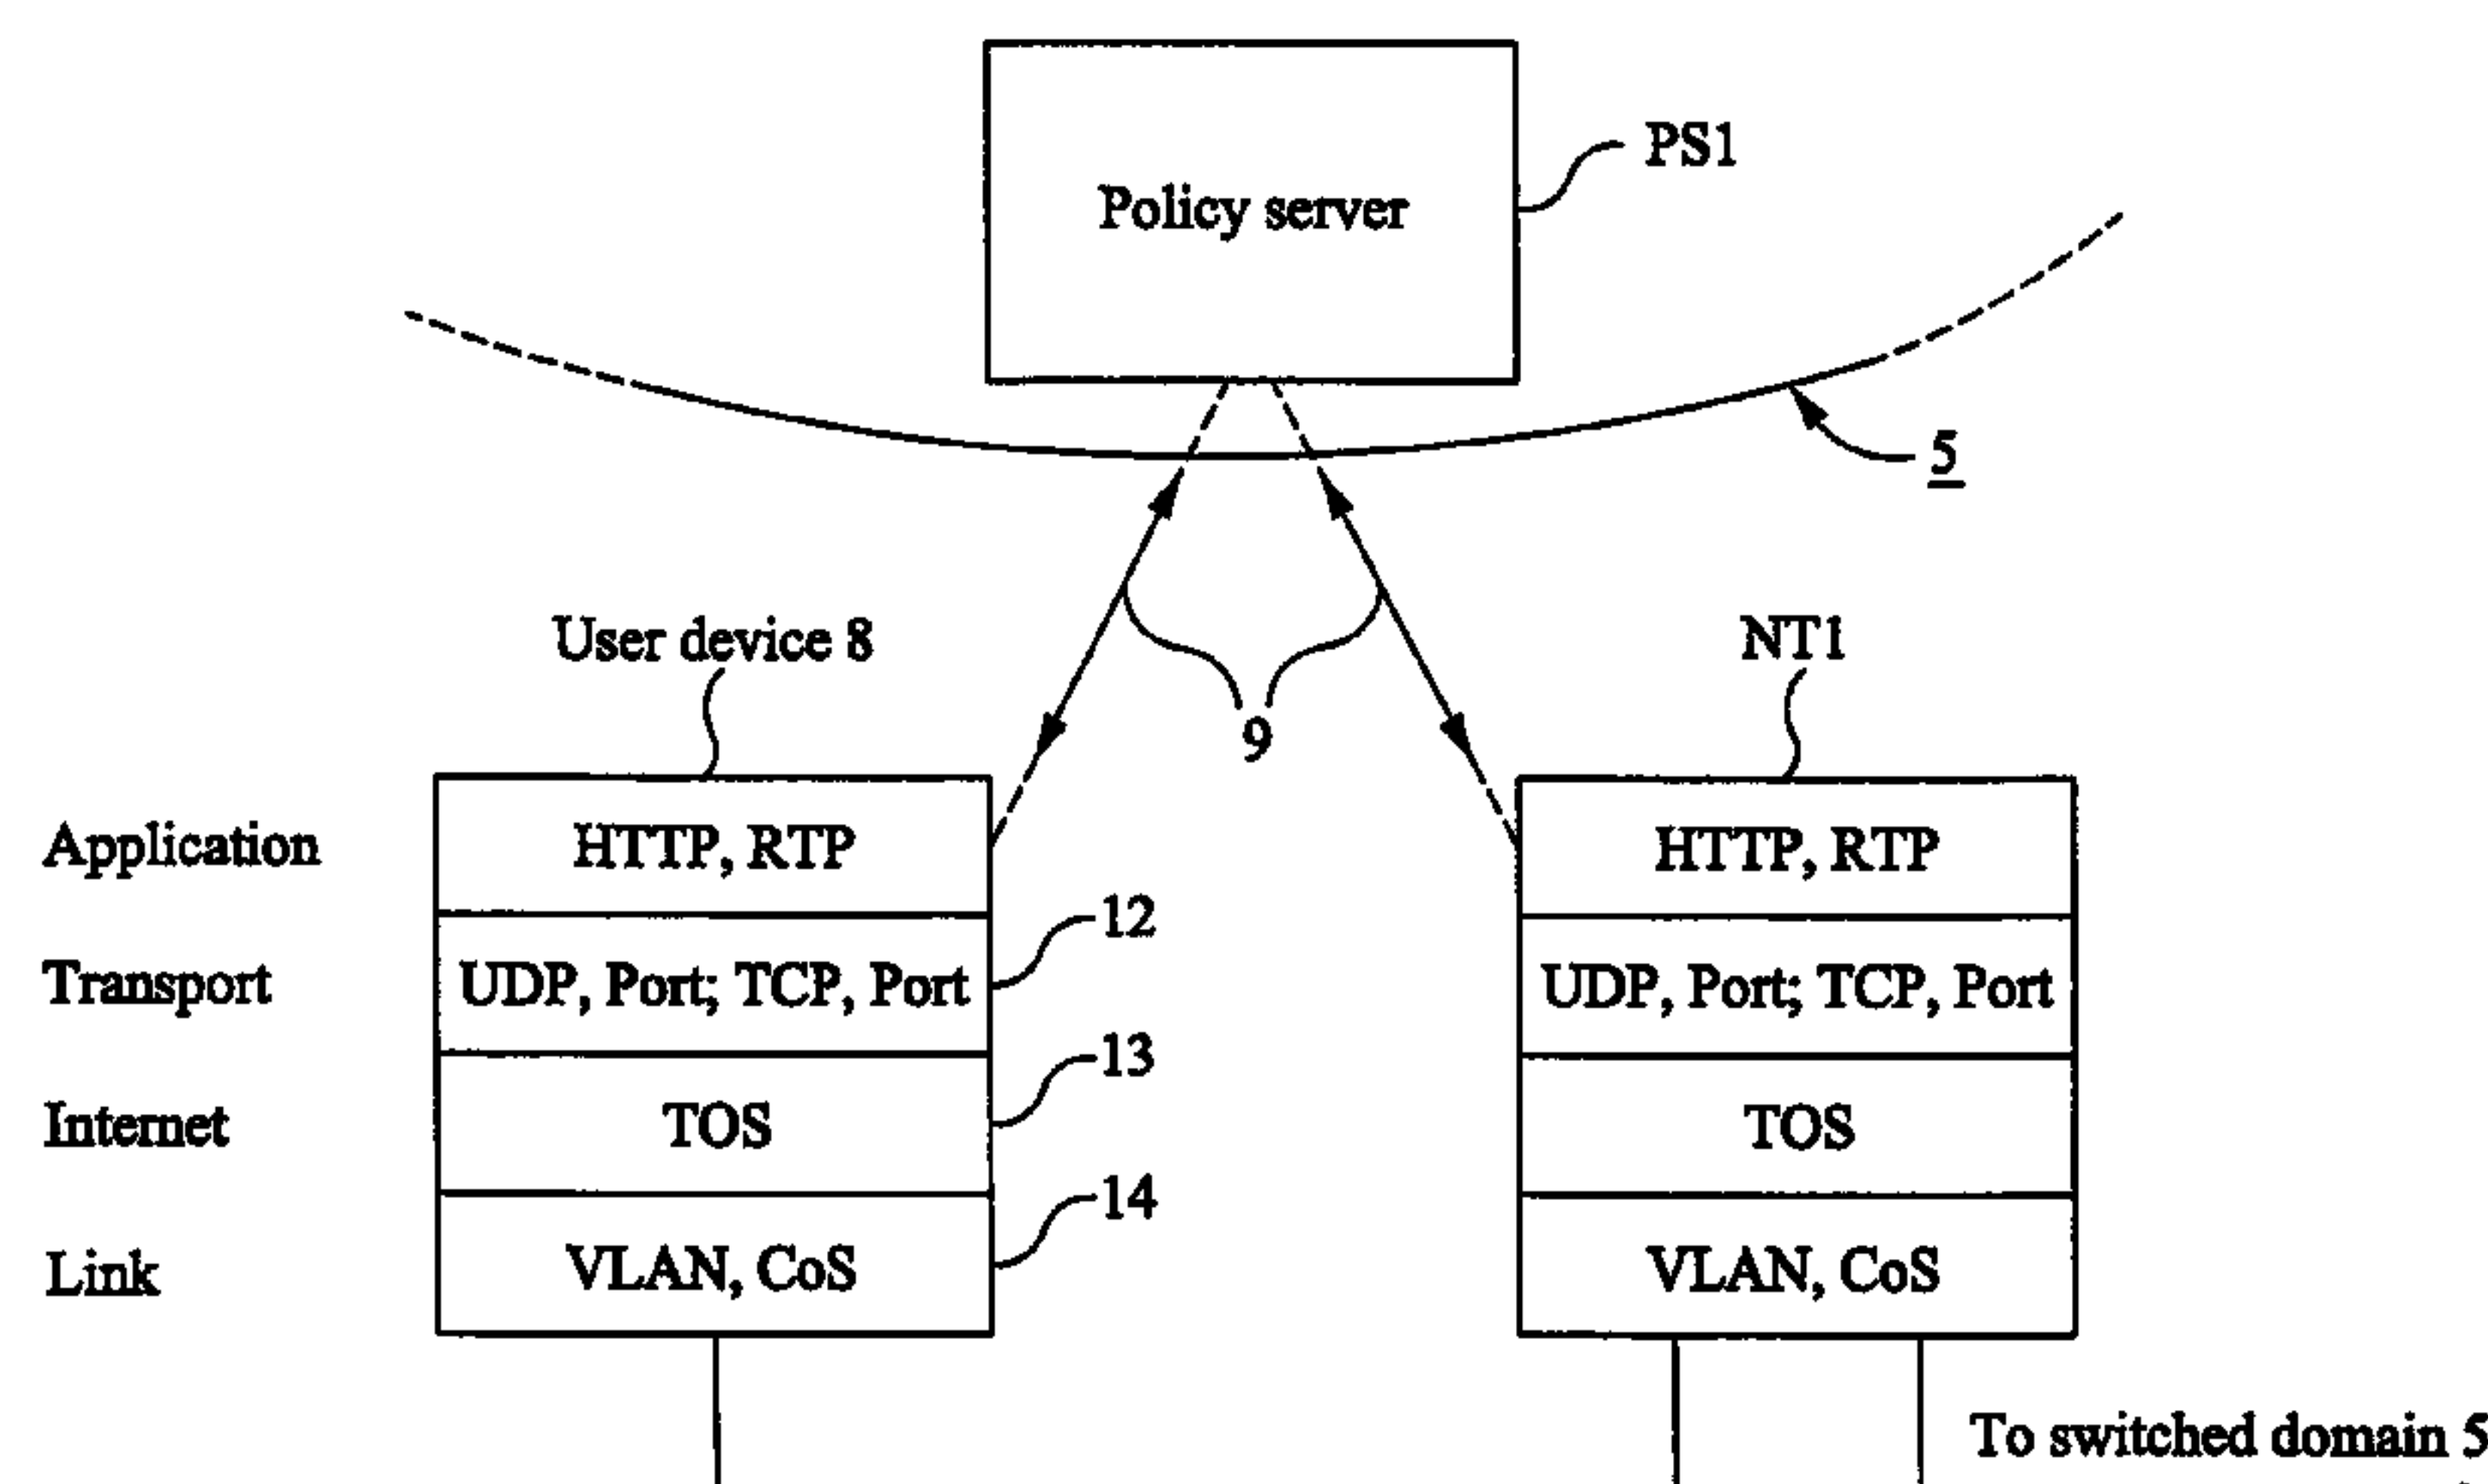 Policy server
PS1
5
User device 8
NT1
9
Application
HTTP, RTP
HTTP, RTP
12
Transport
UDP, Port; TCP, Port
UDP, Port; TCP, Port
13
Internet
TOS
TOS
14
Link
VLAN, CoS
VLAN, CoS
To switched domain 5